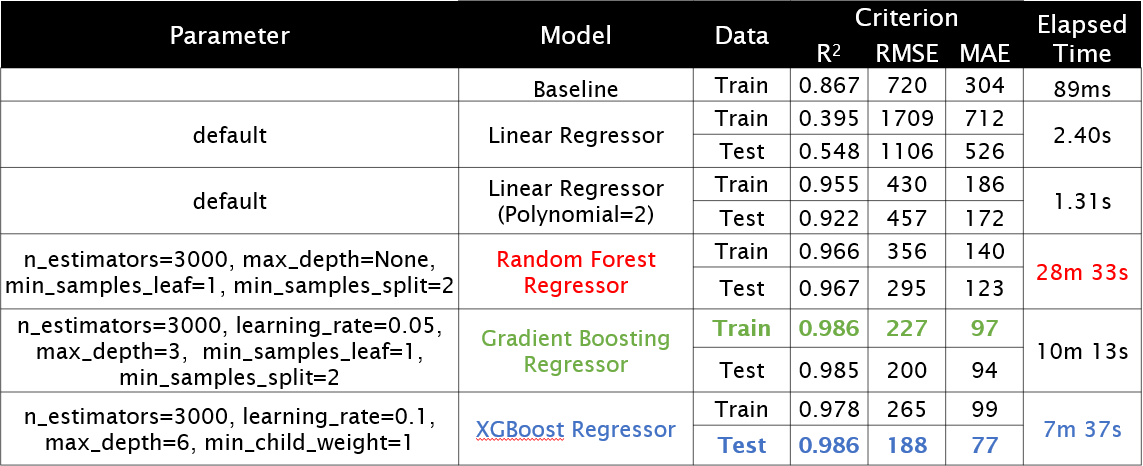 Parameter Model Data Criterion Elapsed Time
R² RMSE MAE
Baseline Train 0.867 720 304 89ms
default Linear Regressor Train 0.395 1709 712 2.40s
Test 0.548 1106 526
default Linear Regressor Train 0.955 430 186 1.31s
(Polynomial=2) Test 0.922 457 172
n_estimators=3000, max_depth=None, Random Forest Train 0.966 356 140 28m 33s
min_samples_leaf=1, min_samples_split=2 Regressor Test 0.967 295 123
n_estimators=3000, learning_rate=0.05, Gradient Boosting Train 0.986 227 97 10m 13s
max_depth=3, min_samples_leaf=1, Regressor Test 0.985 200 94
min_samples_split=2
n_estimators=3000, learning_rate=0.1, XGBoost Regressor Train 0.978 265 99 7m 37s
max_depth=6, min_child_weight=1 Test 0.986 188 77